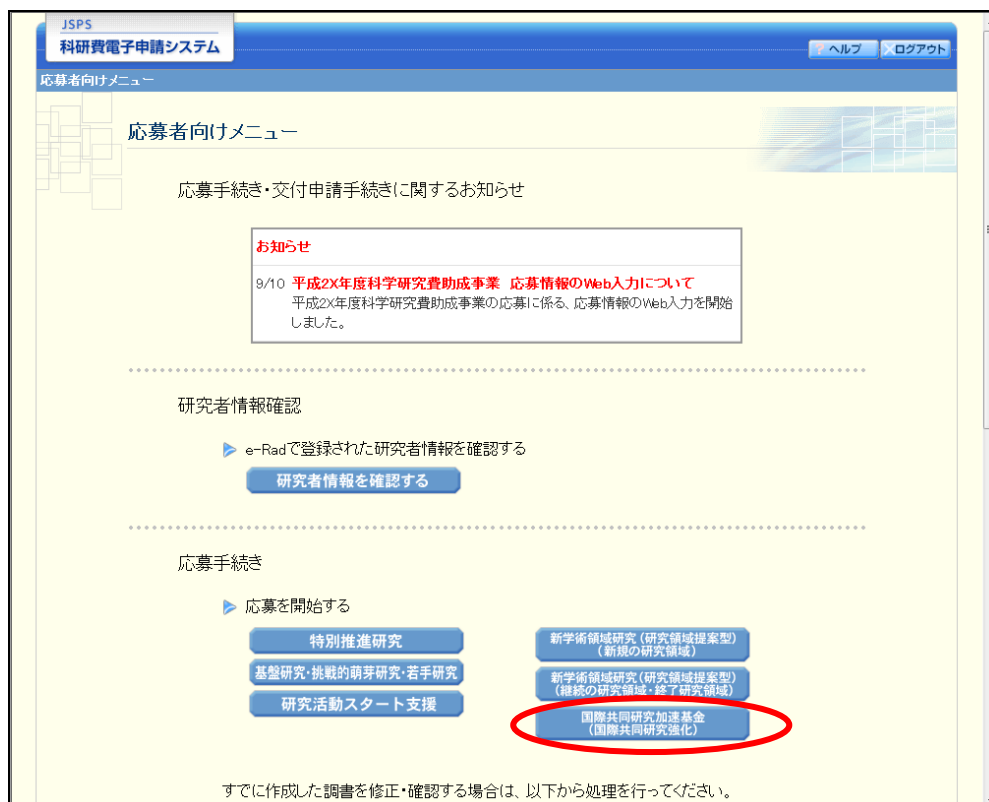 JSPS
科研費電子申請システム
? ヘルプ
×ログアウト
応募者向けメニュー
応募者向けメニュー
応募手続き・交付申請手続きに関するお知らせ
お知らせ
9/10 平成2X年度科学研究費助成事業 応募情報のWeb入力について
平成2X年度科学研究費助成事業の応募に係る、応募情報のWeb入力を開始
しました。
研究者情報確認
e-Radで登録された研究者情報を確認する
研究者情報を確認する
応募手続き
応募を開始する
特別推進研究
基盤研究・挑戦的萌芽研究・若手研究
研究活動スタート支援
新学術領域研究(研究領域提案型)
(新規の研究領域)
新学術領域研究(研究領域提案型)
(継続の研究領域・終了研究領域)
国際共同研究加速基金
(国際共同研究強化)
すでに作成した調書を修正・確認する場合は、以下から処理を行ってください。